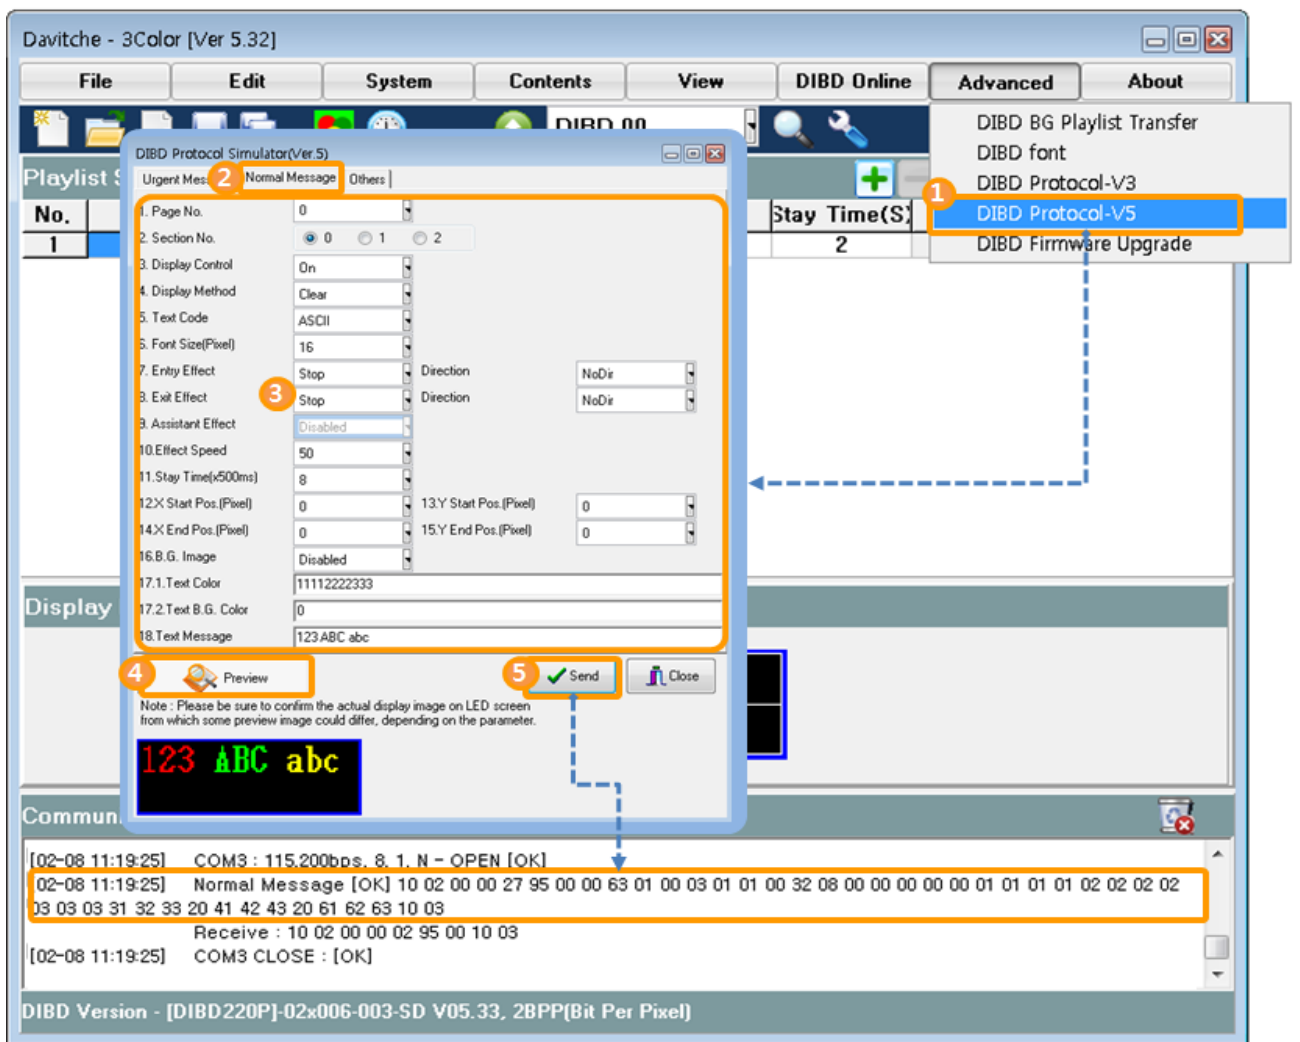 Davitche - 3Color [Ver 5.32]
File Edit System Contents View DIBD Online Advanced About
DIBD 00
DIBD BG Playlist Transfer
DIBD font
DIBD Protocol-V3
1
DIBD Protocol-V5
DIBD Firmware Upgrade
Playlist S
No. Stay Time(S)
1 2
DIBD Protocol Simulator(Ver.5)
Urgent Mess 2 Normal Message Others
1. Page No. 0
2. Section No. 0 1 2
3. Display Control On
4. Display Method Clear
5. Text Code ASCII
6. Font Size(Pixel) 16
7. Entry Effect Stop Direction NoDir
3
8. Exit Effect Stop Direction NoDir
9. Assistant Effect Disabled
10.Effect Speed 50
11.Stay Time(x500ms) 8
12.X Start Pos.(Pixel) 0 13.Y Start Pos.(Pixel) 0
14.X End Pos.(Pixel) 0 15.Y End Pos.(Pixel) 0
16.B.G. Image Disabled
17.1.Text Color 11112222333
17.2.Text B.G. Color 0
18.Text Message 123 ABC abc
4 Preview 5 Send Close
Note : Please be sure to confirm the actual display image on LED screen
from which some preview image could differ, depending on the parameter.
123 ABC abc
Display
Commun
[02-08 11:19:25] COM3 : 115,200bps, 8, 1, N - OPEN [OK]
[02-08 11:19:25] Normal Message [OK] 10 02 00 00 27 95 00 00 63 01 00 03 01 01 00 32 08 00 00 00 00 00 00 01 01 01 01 02 02 02 02
03 03 03 31 32 33 20 41 42 43 20 61 62 63 10 03
Receive : 10 02 00 00 02 95 00 10 03
[02-08 11:19:25] COM3 CLOSE : [OK]
DIBD Version - [DIBD220P]-02x006-003-SD V05.33, 2BPP(Bit Per Pixel)